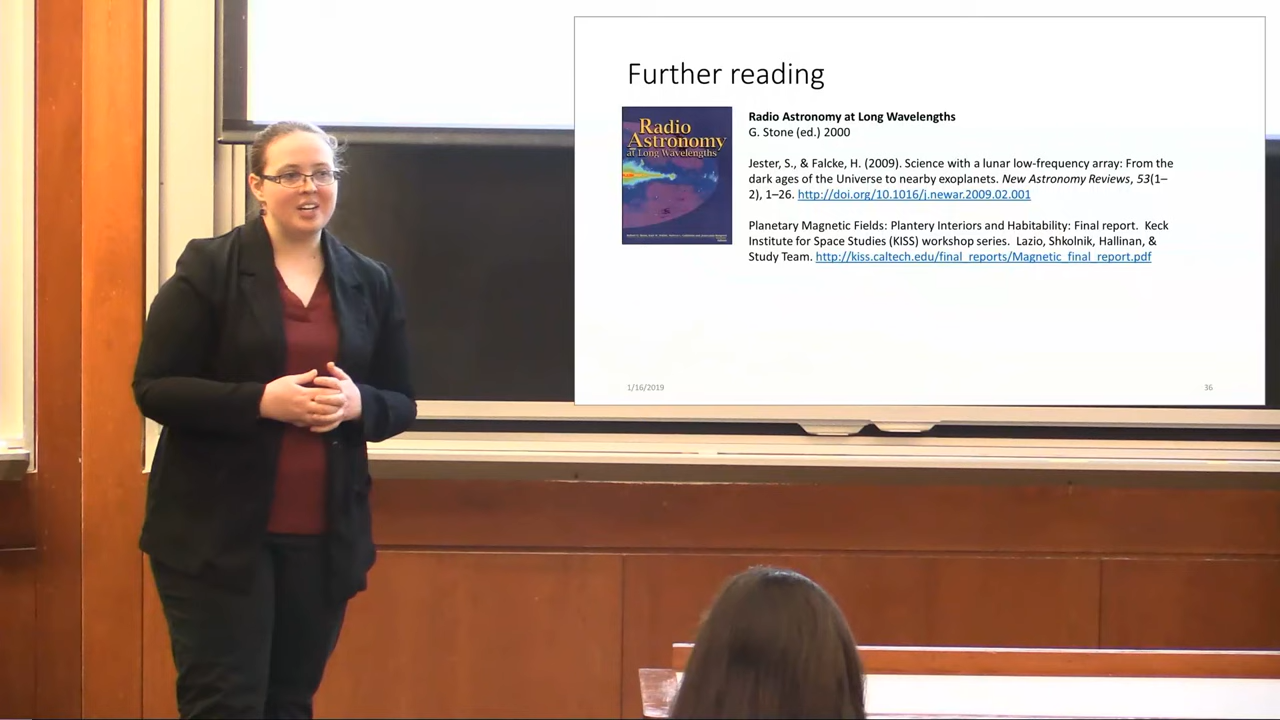 Further reading
Radio
Astronomy
at Long Wavelengths
Radio Astronomy at Long Wavelengths
G. Stone (ed.) 2000
Jester, S., & Falcke, H. (2009). Science with a lunar low-frequency array: From the
dark ages of the Universe to nearby exoplanets. New Astronomy Reviews, 53(1–
2), 1–26. http://doi.org/10.1016/j.newar.2009.02.001
Planetary Magnetic Fields: Plantery Interiors and Habitability: Final report. Keck
Institute for Space Studies (KISS) workshop series. Lazio, Shkolnik, Hallinan, &
Study Team. http://kiss.caltech.edu/final_reports/Magnetic_final_report.pdf
1/16/2019
36